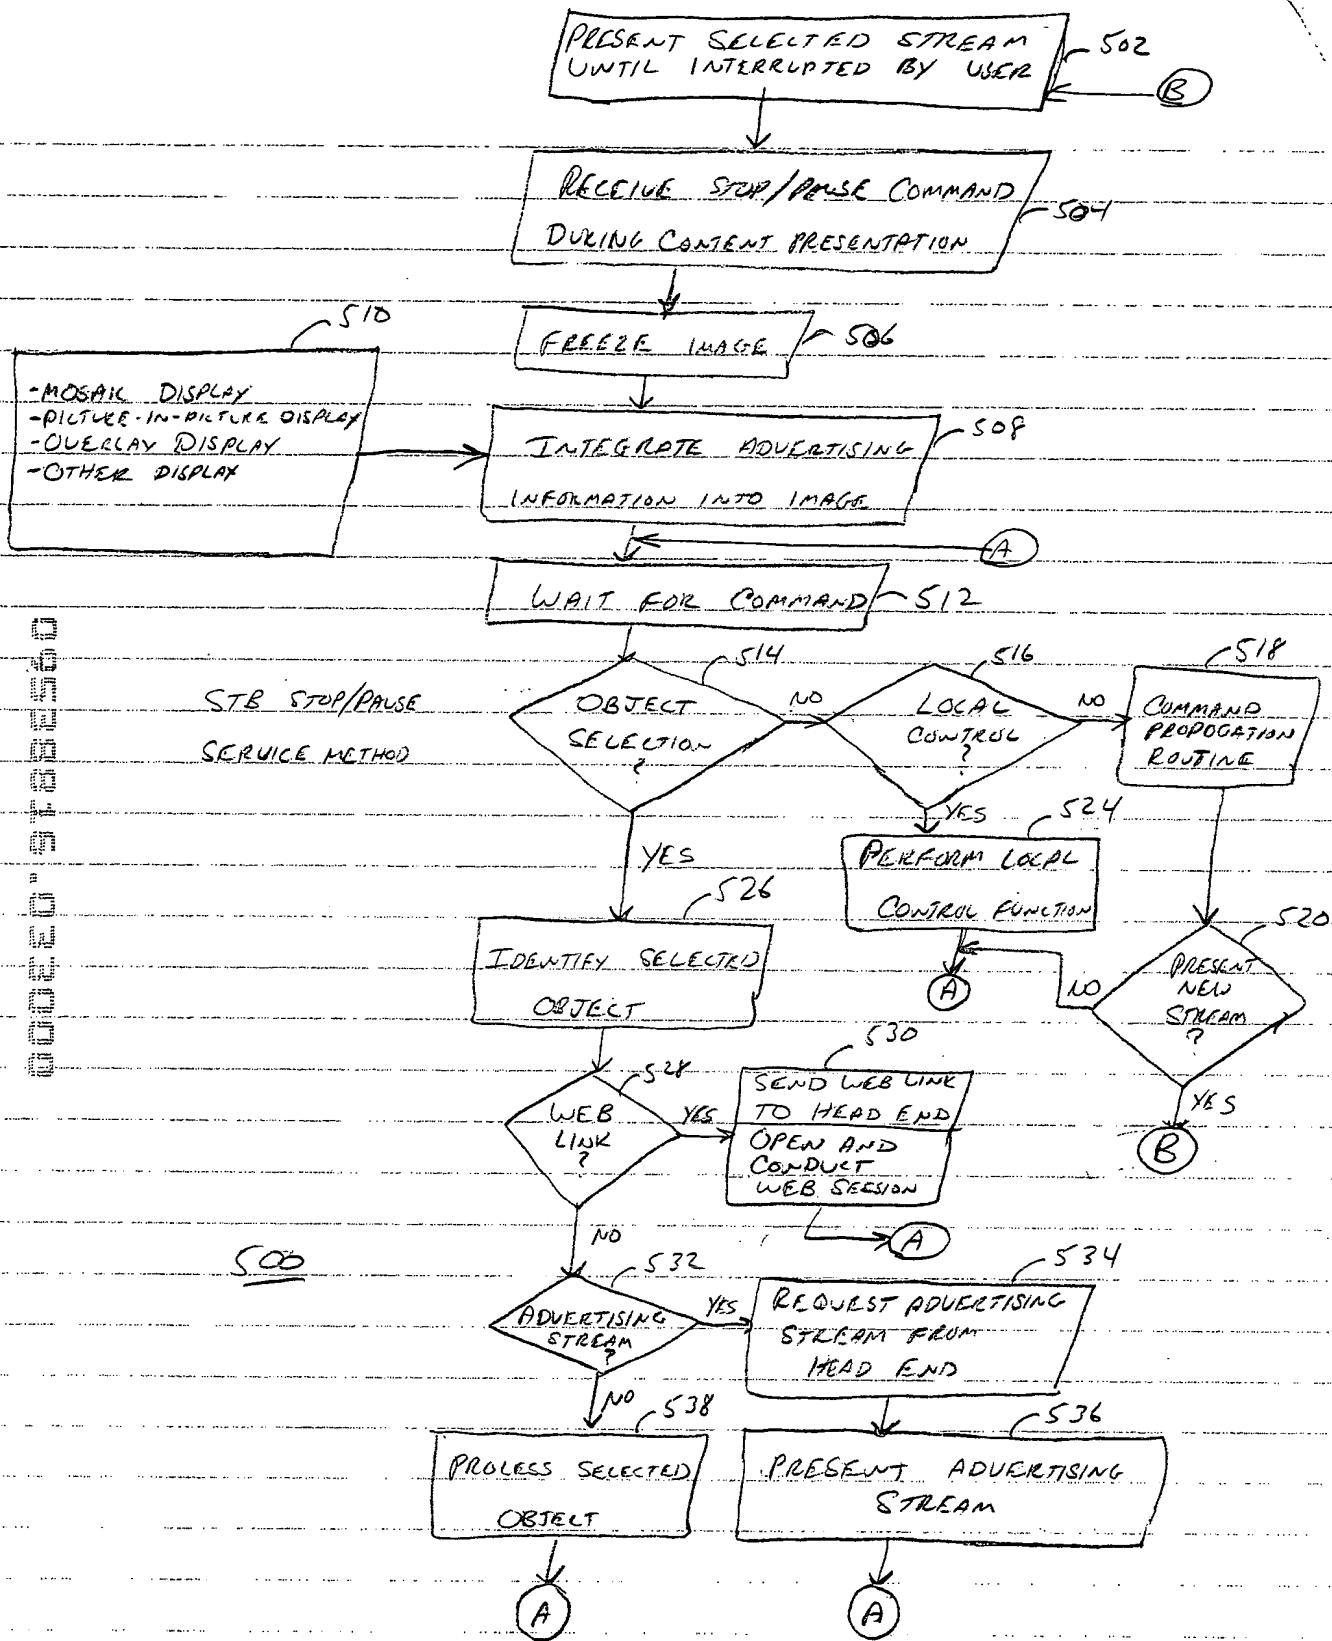 PRESENT SELECTED STREAM
UNTIL INTERRUPTED BY USER
502
B
RECEIVE STOP/PAUSE COMMAND
DURING CONTENT PRESENTATION
504
510
FREEZE IMAGE
506
-MOSAIC DISPLAY
-PICTURE-IN-PICTURE DISPLAY
-OVERLAY DISPLAY
-OTHER DISPLAY
INTEGRATE ADVERTISING
INFORMATION INTO IMAGE
508
A
WAIT FOR COMMAND
512
STB STOP/PAUSE
SERVICE METHOD
OBJECT
SELECTION
?
514
NO
LOCAL
CONTROL
?
516
NO
COMMAND
PROPOGATION
ROUTINE
518
YES
YES
524
PERFORM LOCAL
CONTROL FUNCTION
A
526
IDENTIFY SELECTED
OBJECT
520
PRESENT
NEW
STREAM
?
NO
YES
B
WEB
LINK
?
528
YES
530
SEND WEB LINK
TO HEAD END
OPEN AND
CONDUCT
WEB SESSION
A
NO
500
ADVERTISING
STREAM
?
532
YES
534
REQUEST ADVERTISING
STREAM FROM
HEAD END
NO
538
PROCESS SELECTED
OBJECT
A
536
PRESENT ADVERTISING
STREAM
A